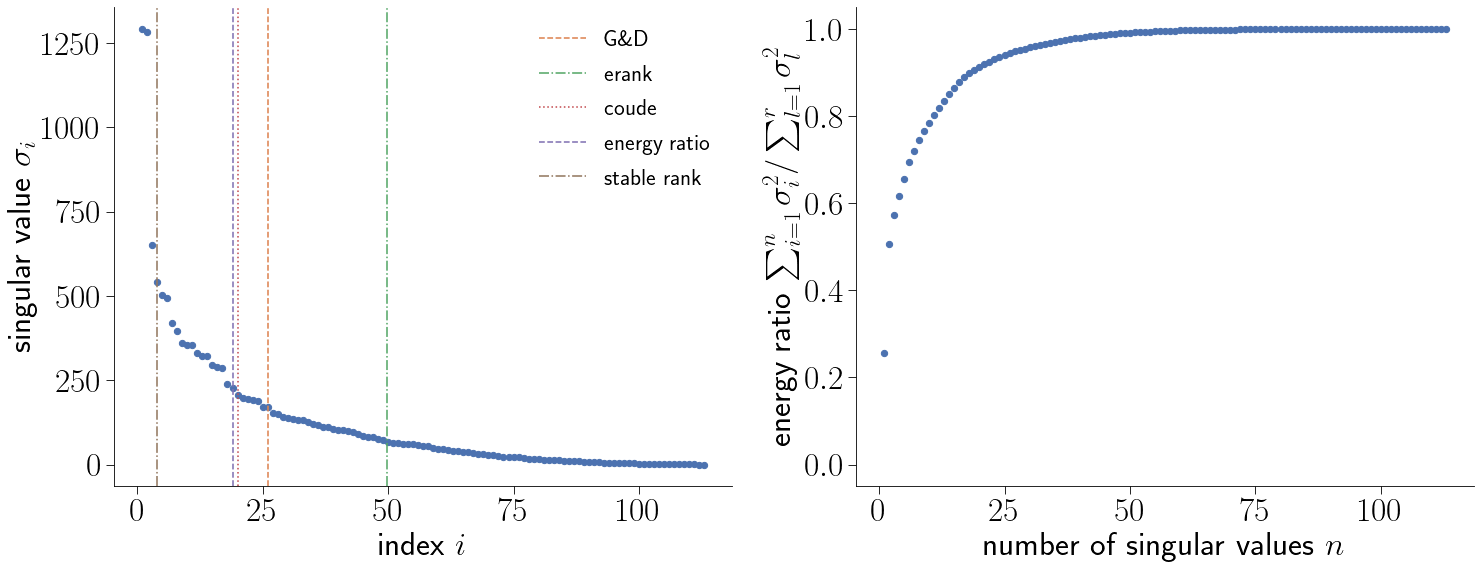 singular value σ_i
1250
1000
750
500
250
0
0 25 50 75 100
index i
G&D
erank
coude
energy ratio
stable rank
energy ratio ∑_{i=1}^{n} σ_i^2 / ∑_{l=1}^{r} σ_l^2
1.0
0.8
0.6
0.4
0.2
0.0
0 25 50 75 100
number of singular values n